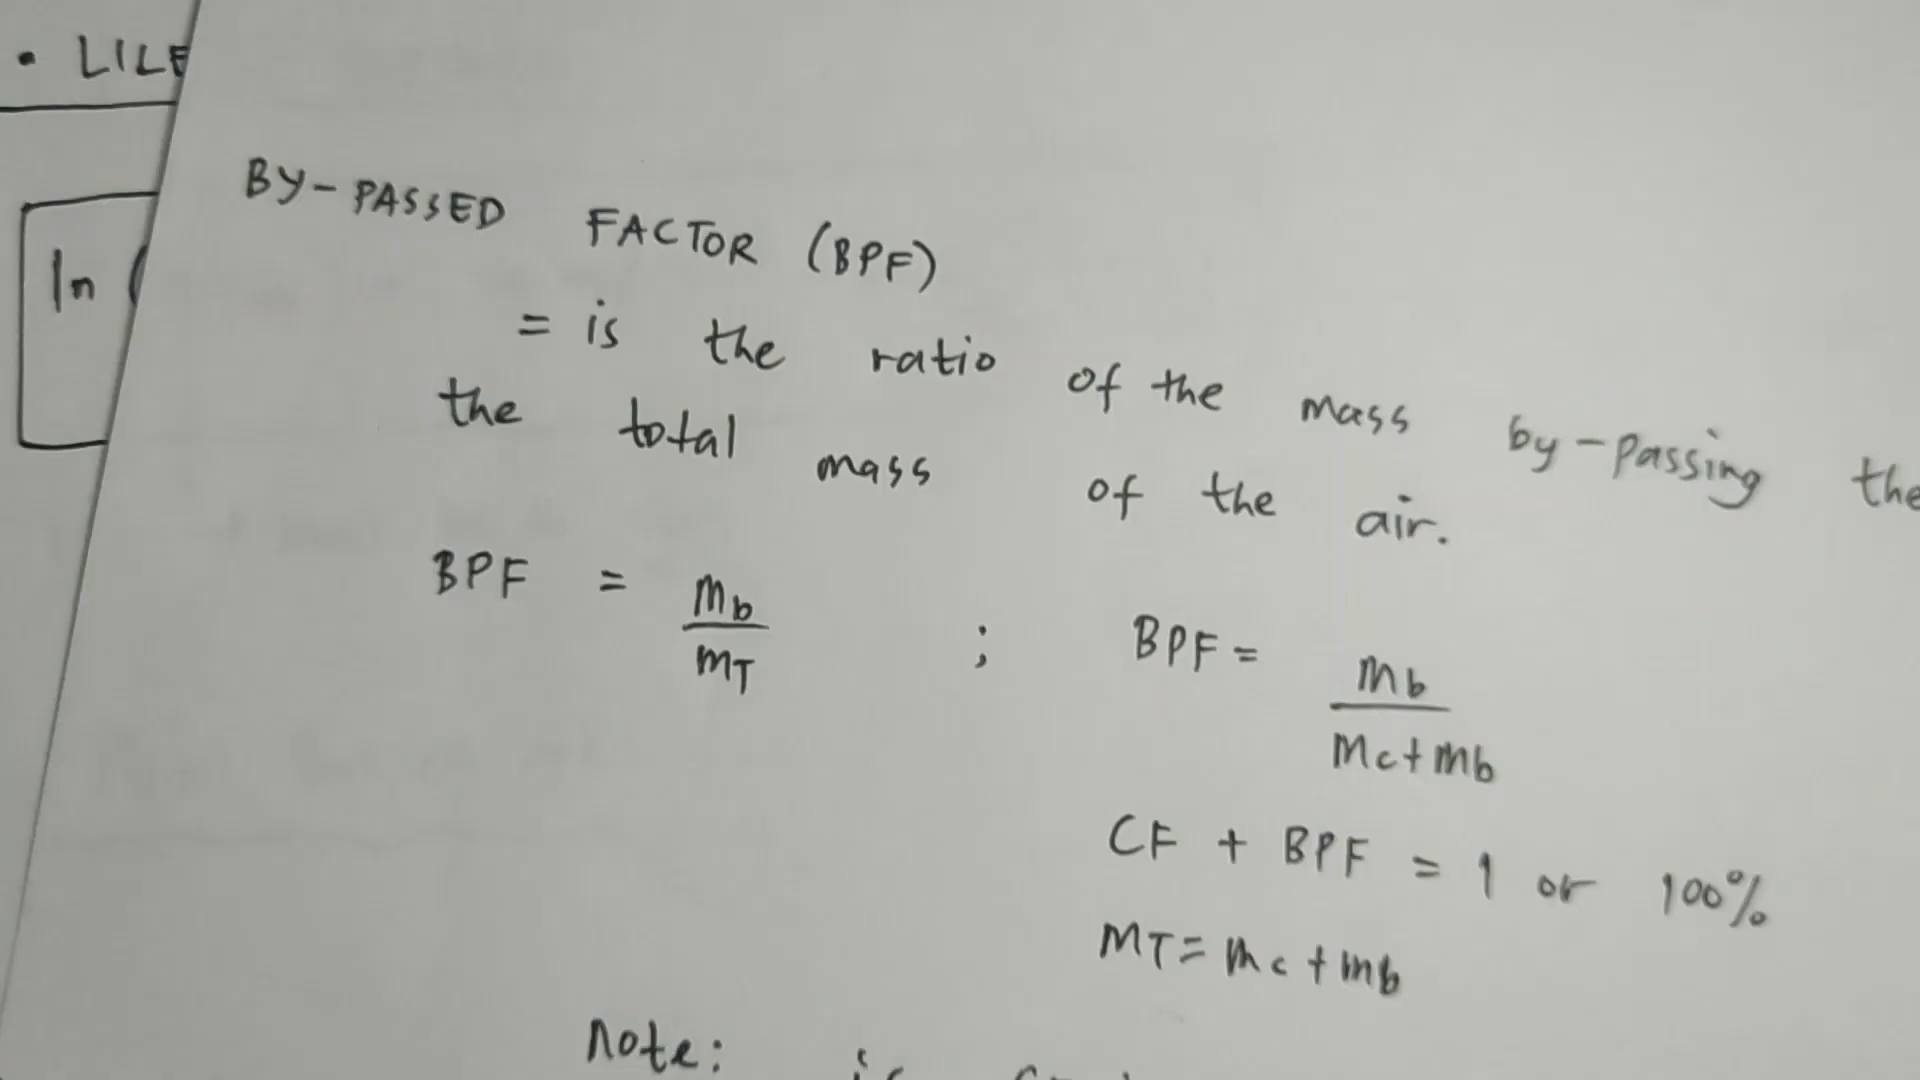 • LILE
ln (
BY-PASSED FACTOR (BPF)
= is the ratio of the mass by-passing the
the total mass of the air.
BPF = mb / mT ; BPF = mb / mc + mb
CF + BPF = 1 or 100%
MT = mc + mb
Note: